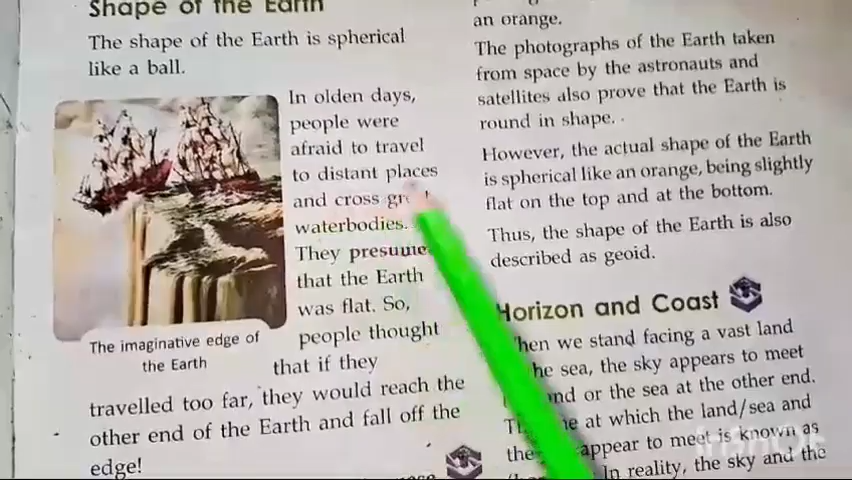 Shape of the Earth
The shape of the Earth is spherical
like a ball.
In olden days,
people were
afraid to travel
to distant places
and cross
waterbodies.
They presume
that the Earth
was flat. So,
people thought
that if they
travelled too far, they would reach the
other end of the Earth and fall off the
edge!
The imaginative edge of
the Earth
an orange.
The photographs of the Earth taken
from space by the astronauts and
satellites also prove that the Earth is
round in shape.
However, the actual shape of the Earth
is spherical like an orange, being slightly
flat on the top and at the bottom.
Thus, the shape of the Earth is also
described as geoid.
Horizon and Coast
When we stand facing a vast land
the sea, the sky appears to meet
or the sea at the other end.
at which the land/sea and
appear to meet is known as
In reality, the sky and the